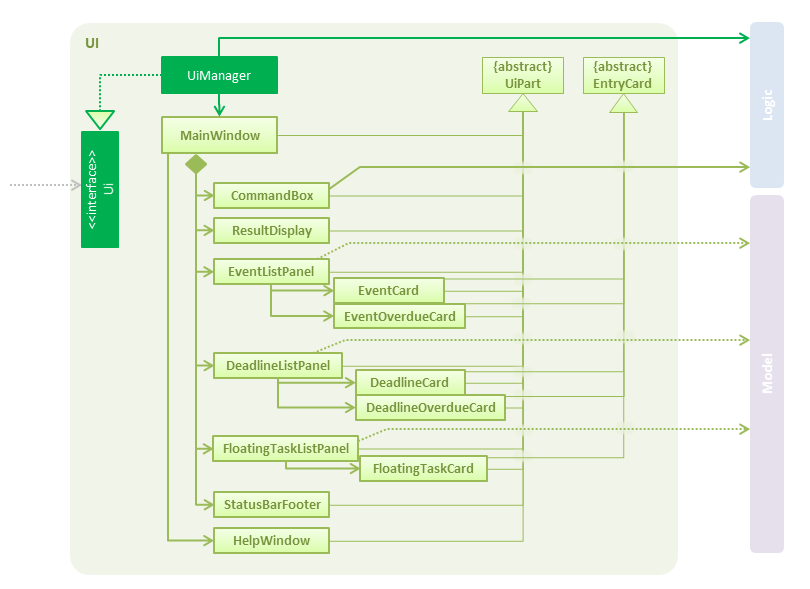 UI
UiManager
{abstract}
UiPart
{abstract}
EntryCard
Logic
<<interface>>
Ui
MainWindow
CommandBox
ResultDisplay
EventListPanel
EventCard
EventOverdueCard
DeadlineListPanel
DeadlineCard
DeadlineOverdueCard
Model
FloatingTaskListPanel
FloatingTaskCard
StatusBarFooter
HelpWindow